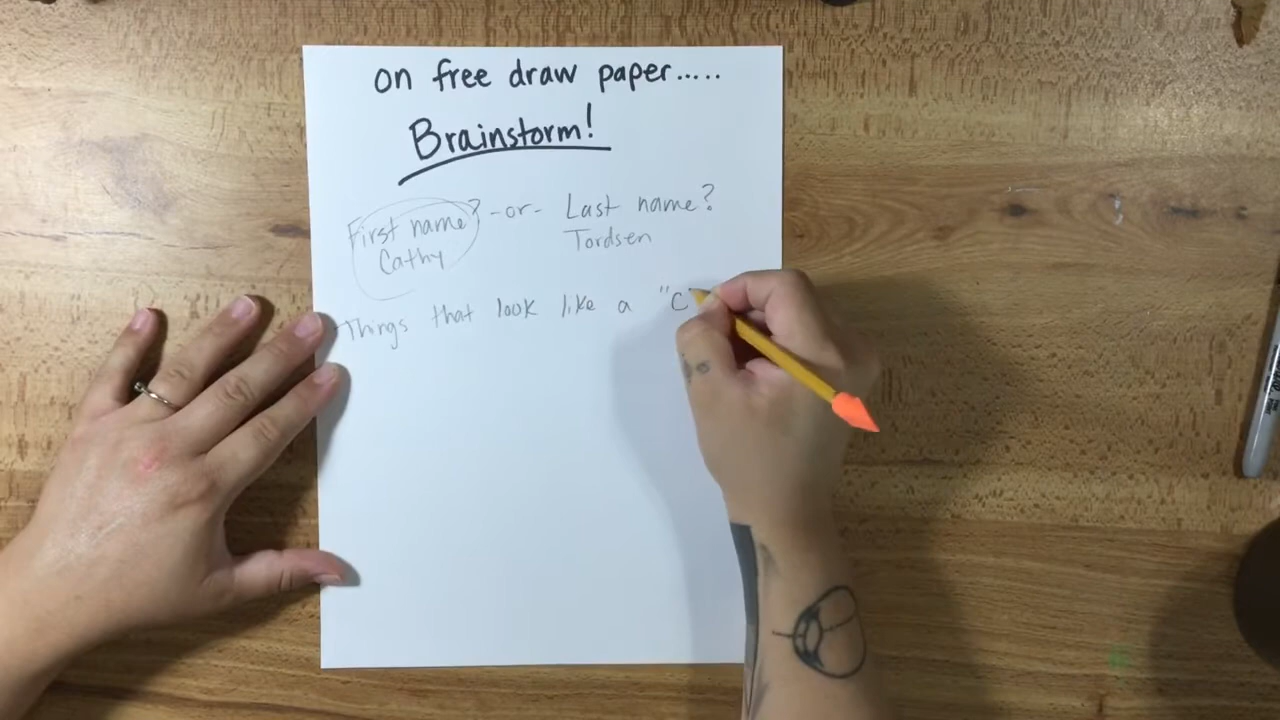 on free draw paper.....
Brainstorm!
First name? -or- Last name?
Cathy Tordsen
Things that look like a "C"